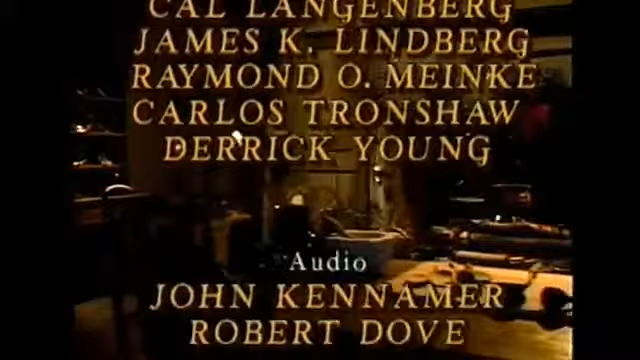 CAL LANGENBERG
JAMES K. LINDBERG
RAYMOND O. MEINKE
CARLOS TRONSHAW
DERRICK YOUNG
Audio
JOHN KENNAMER
ROBERT DOVE